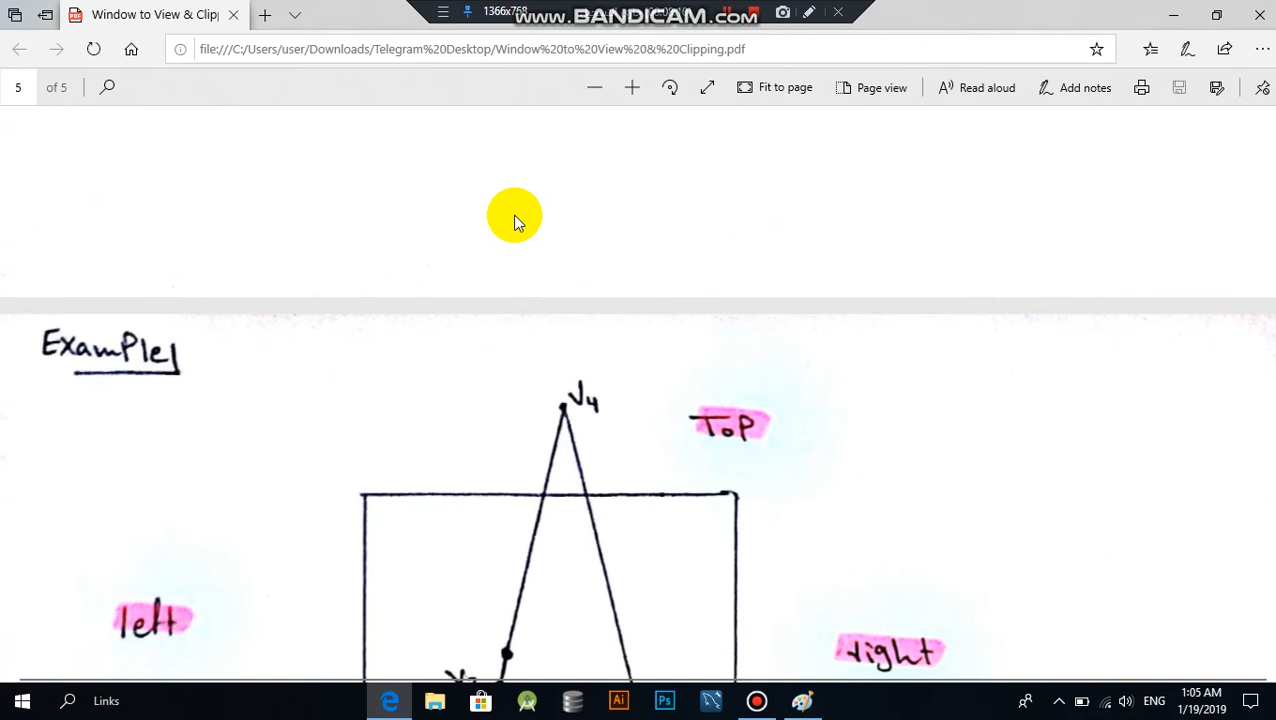 Window to View & Clip
1366x768
www.BANDICAM.com
file:///C:/Users/user/Downloads/Telegram%20Desktop/Window%20to%20View%20&%20Clipping.pdf
5 of 5
Fit to page
Page view
Read aloud
Add notes
Example
V4
Top
left
right
Links
ENG
1:05 AM
1/19/2019